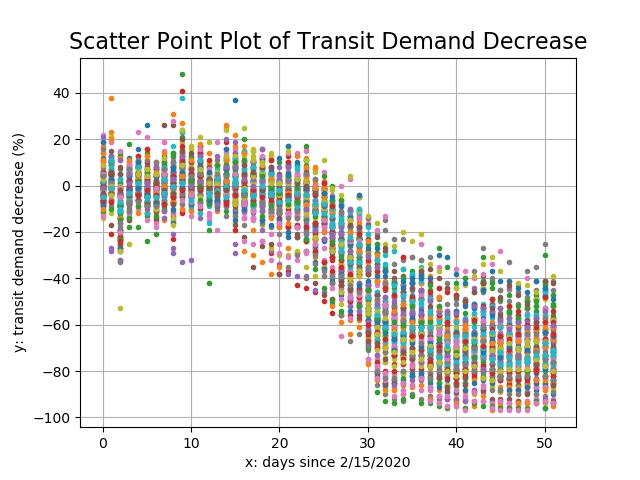 Scatter Point Plot of Transit Demand Decrease
40
20
0
−20
−40
−60
−80
−100
y: transit demand decrease (%)
0 10 20 30 40 50
x: days since 2/15/2020